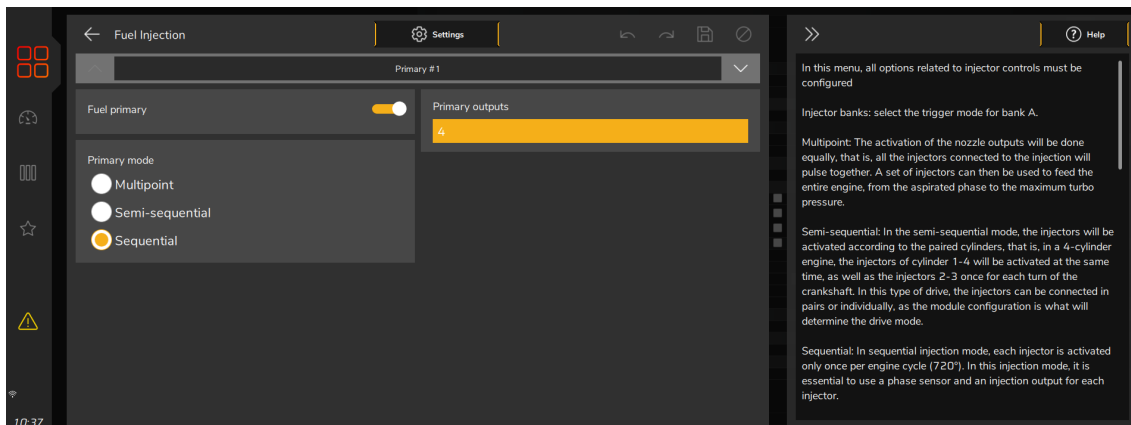 Fuel Injection
Settings
Help
Primary #1
Fuel primary
Primary outputs
4
Primary mode
Multipoint
Semi-sequential
Sequential
In this menu, all options related to injector controls must be
configured
Injector banks: select the trigger mode for bank A.
Multipoint: The activation of the nozzle outputs will be done
equally, that is, all the injectors connected to the injection will
pulse together. A set of injectors can then be used to feed the
entire engine, from the aspirated phase to the maximum turbo
pressure.
Semi-sequential: In the semi-sequential mode, the injectors will be
activated according to the paired cylinders, that is, in a 4-cylinder
engine, the injectors of cylinder 1-4 will be activated at the same
time, as well as the injectors 2-3 once for each turn of the
crankshaft. In this type of drive, the injectors can be connected in
pairs or individually, as the module configuration is what will
determine the drive mode.
Sequential: In sequential injection mode, each injector is activated
only once per engine cycle (720°). In this injection mode, it is
essential to use a phase sensor and an injection output for each
injector.
10:37